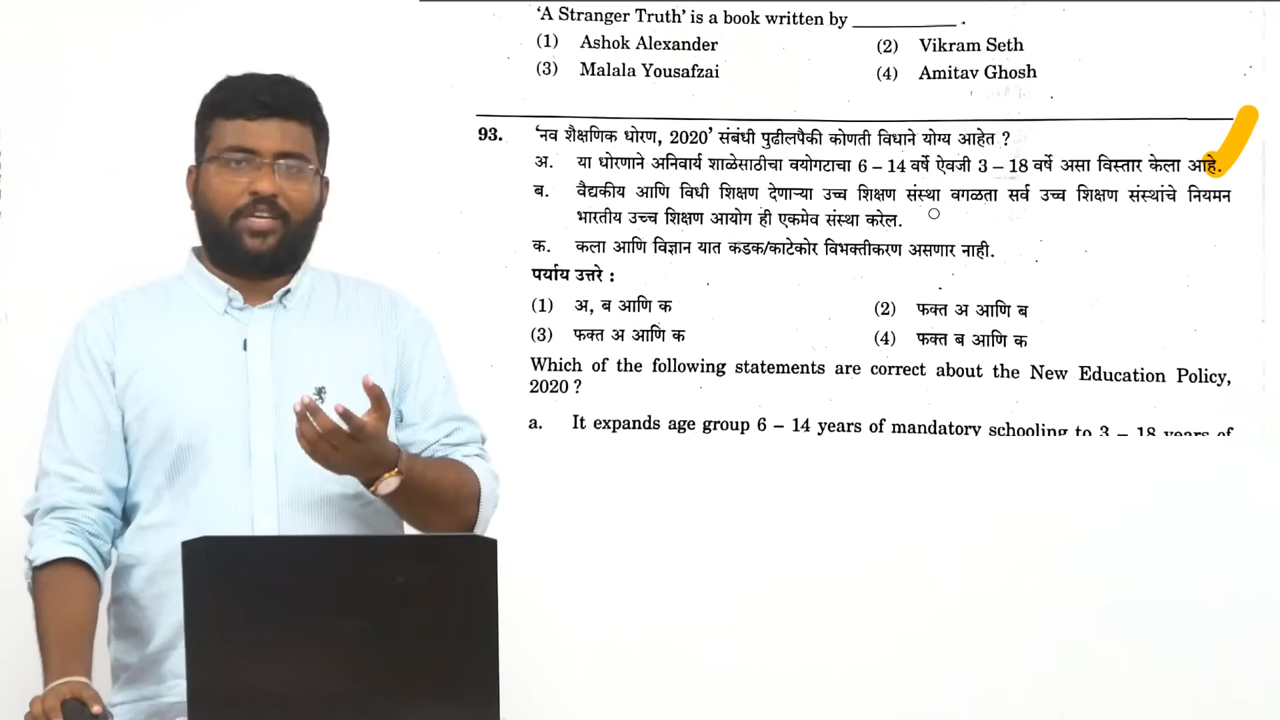 ‘A Stranger Truth’ is a book written by __________ .
(1) Ashok Alexander (2) Vikram Seth
(3) Malala Yousafzai (4) Amitav Ghosh
93. ‘नव शैक्षणिक धोरण, 2020’ संबंधी पुढीलपैकी कोणती विधाने योग्य आहेत ?
अ. या धोरणाने अनिवार्य शाळेसाठीचा वयोगटाचा 6 – 14 वर्षे ऐवजी 3 – 18 वर्षे असा विस्तार केला आहे.
ब. वैद्यकीय आणि विधी शिक्षण देणाऱ्या उच्च शिक्षण संस्था वगळता सर्व उच्च शिक्षण संस्थांचे नियमन
भारतीय उच्च शिक्षण आयोग ही एकमेव संस्था करेल.
क. कला आणि विज्ञान यात कडक/काटेकोर विभक्तीकरण असणार नाही.
पर्याय उत्तरे :
(1) अ, ब आणि क (2) फक्त अ आणि ब
(3) फक्त अ आणि क (4) फक्त ब आणि क
Which of the following statements are correct about the New Education Policy,
2020 ?
a. It expands age group 6 – 14 years of mandatory schooling to 3 – 18 years of